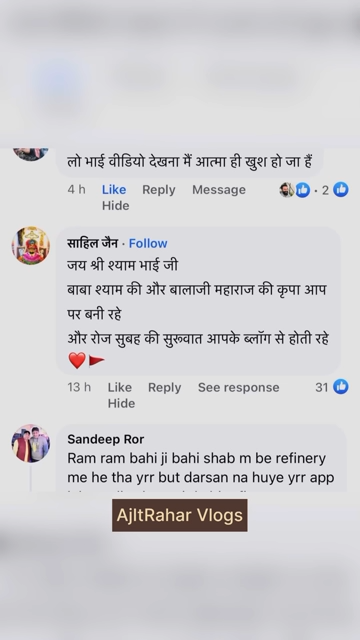 लो भाई वीडियो देखना मैं आत्मा ही खुश हो जा हैं
4 h Like Reply Message 2
Hide
साहिल जैन · Follow
जय श्री श्याम भाई जी
बाबा श्याम की और बालाजी महाराज की कृपा आप
पर बनी रहे
और रोज सुबह की सुरूवात आपके ब्लॉग से होती रहे
❤️🚩
13 h Like Reply See response 31
Hide
Sandeep Ror
Ram ram bahi ji bahi shab m be refinery
me he tha yrr but darsan na huye yrr app
AjItRahar Vlogs